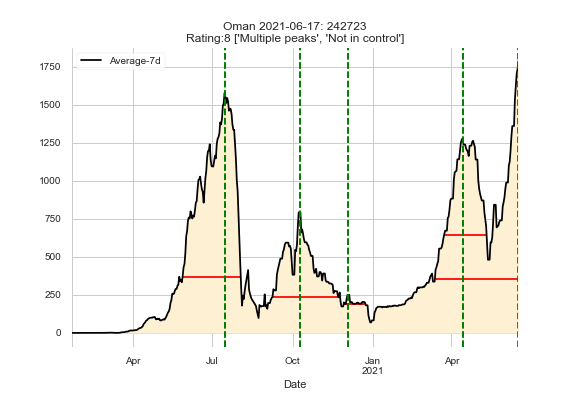 Oman 2021-06-17: 242723
Rating:8 ['Multiple peaks', 'Not in control']
Average-7d
1750
1500
1250
1000
750
500
250
0
Apr
Jul
Oct
Jan
2021
Apr
Date